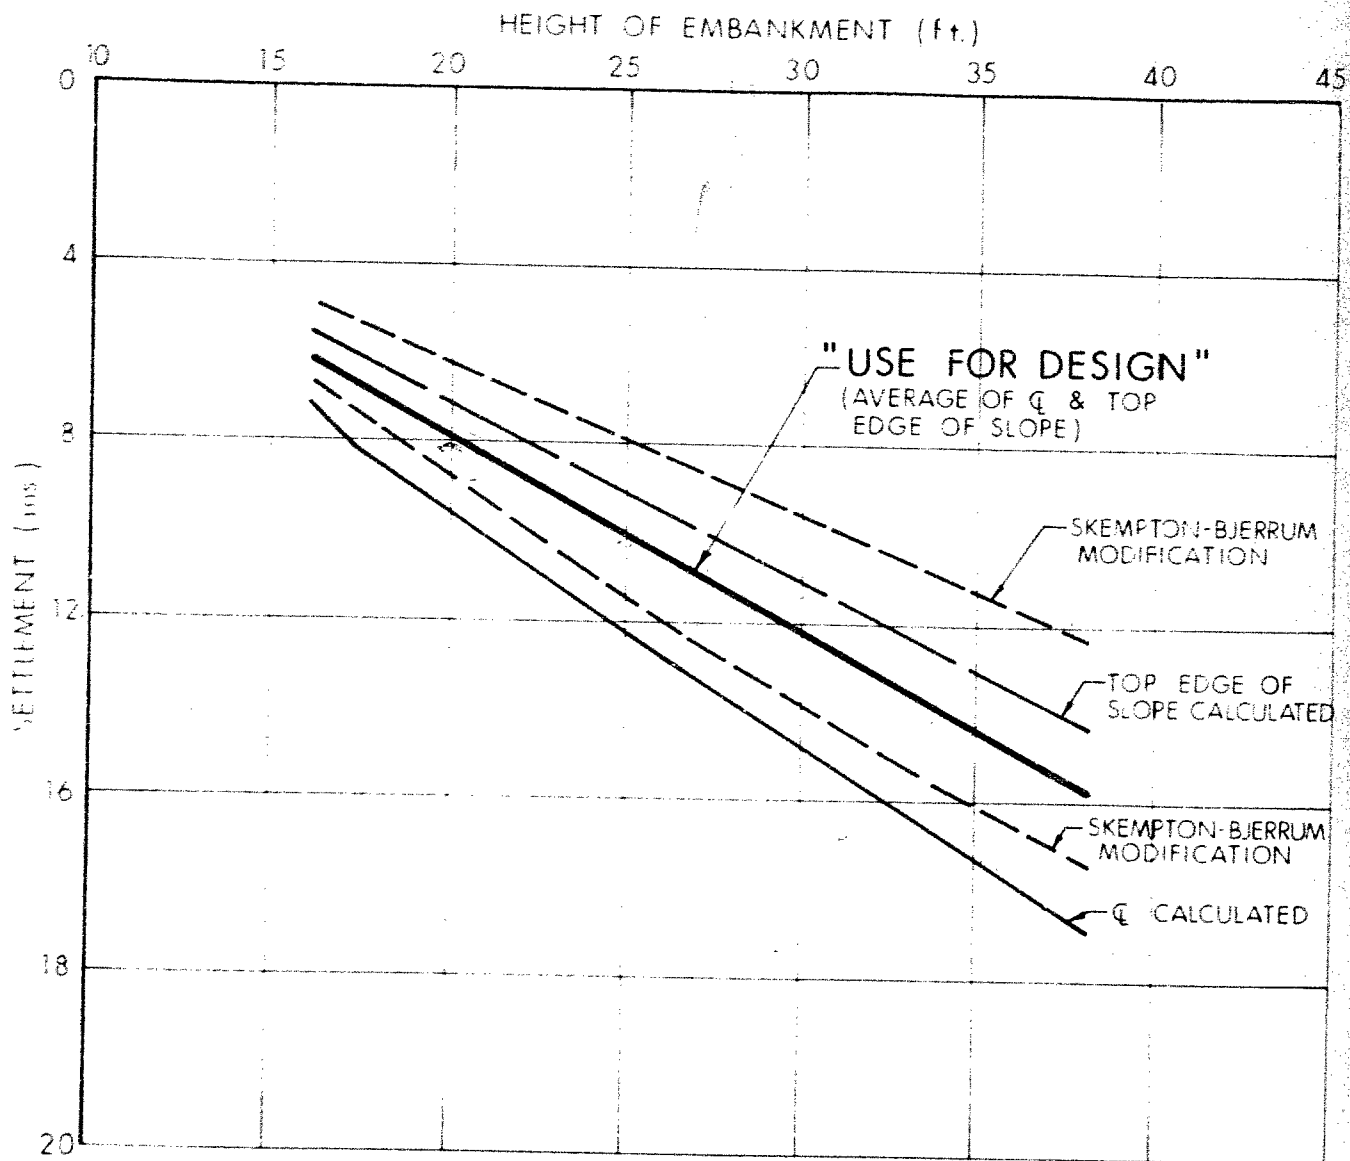 HEIGHT OF EMBANKMENT (ft.)
10 15 20 25 30 35 40 45
0
4
8
12
16
18
20
SETTLEMENT (ins)
"USE FOR DESIGN"
(AVERAGE OF ℄ & TOP
EDGE OF SLOPE)
SKEMPTON-BJERRUM
MODIFICATION
TOP EDGE OF
SLOPE CALCULATED
SKEMPTON-BJERRUM
MODIFICATION
℄ CALCULATED